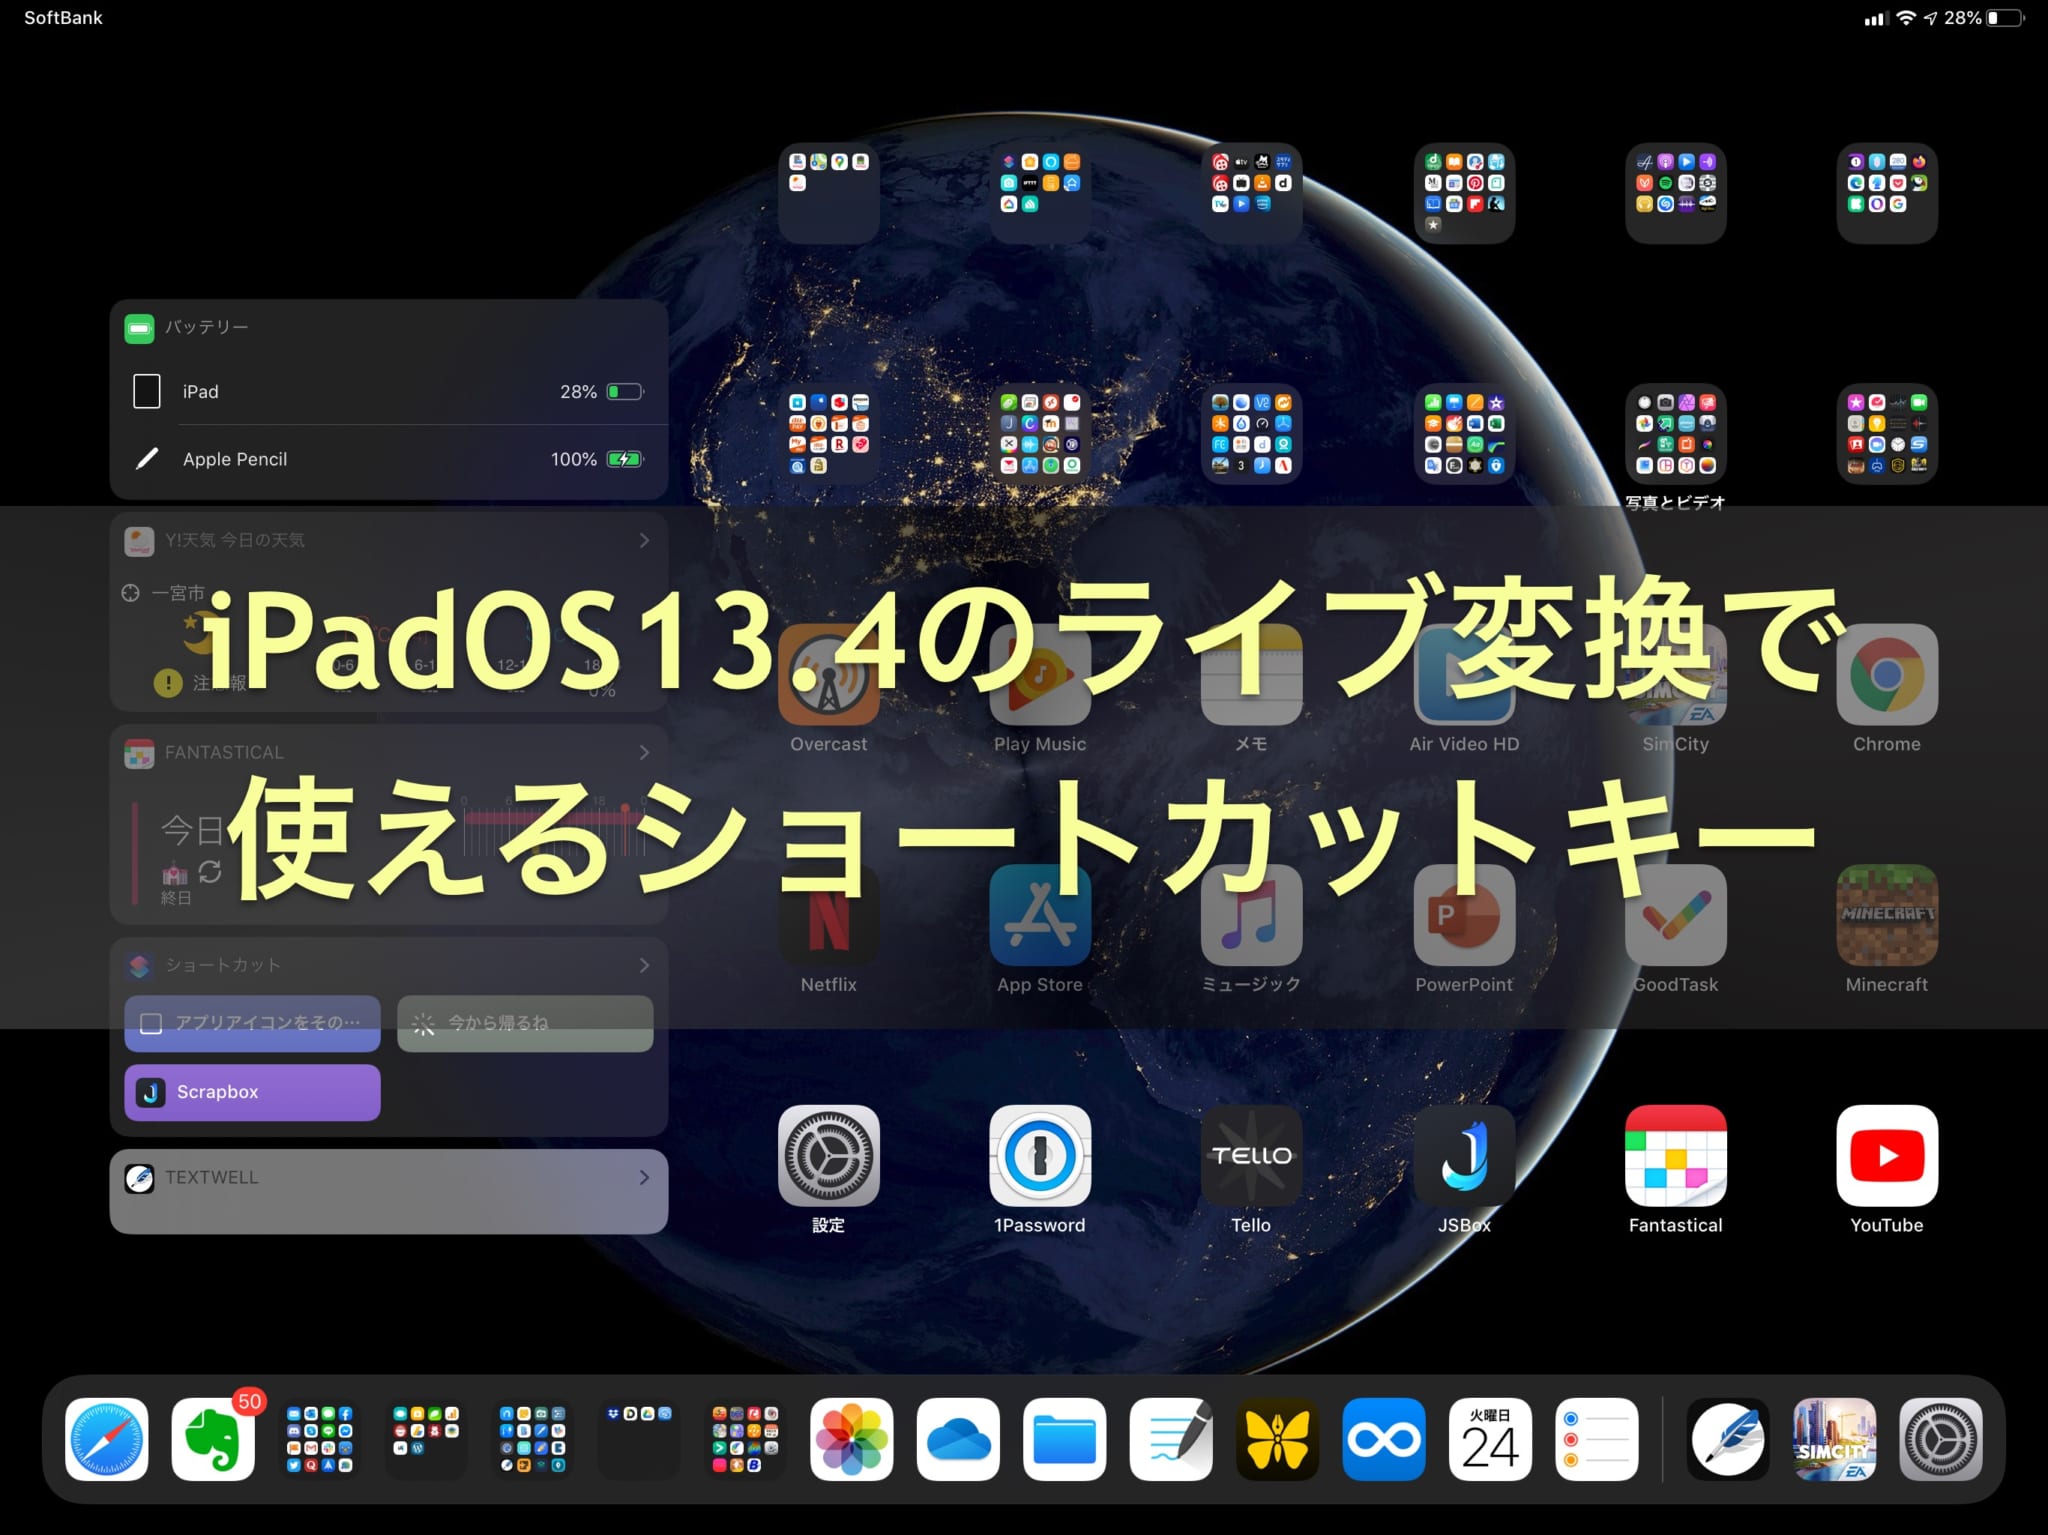 SoftBank
28%
バッテリー
iPad
28%
Apple Pencil
100%
写真とビデオ
Y!天気 今日の天気
一宮市
iPadOS13.4のライブ変換で
Overcast
Play Music
メモ
Air Video HD
SimCity
Chrome
FANTASTICAL
今日
終日
使えるショートカットキー
Netflix
App Store
ミュージック
PowerPoint
GoodTask
MINECRAFT
Minecraft
ショートカット
アプリアイコンをその…
今から帰るね
Scrapbox
TELLO
設定
1Password
Tello
JSBox
Fantastical
YouTube
TEXTWELL
50
火曜日
24
SIMCITY
EA